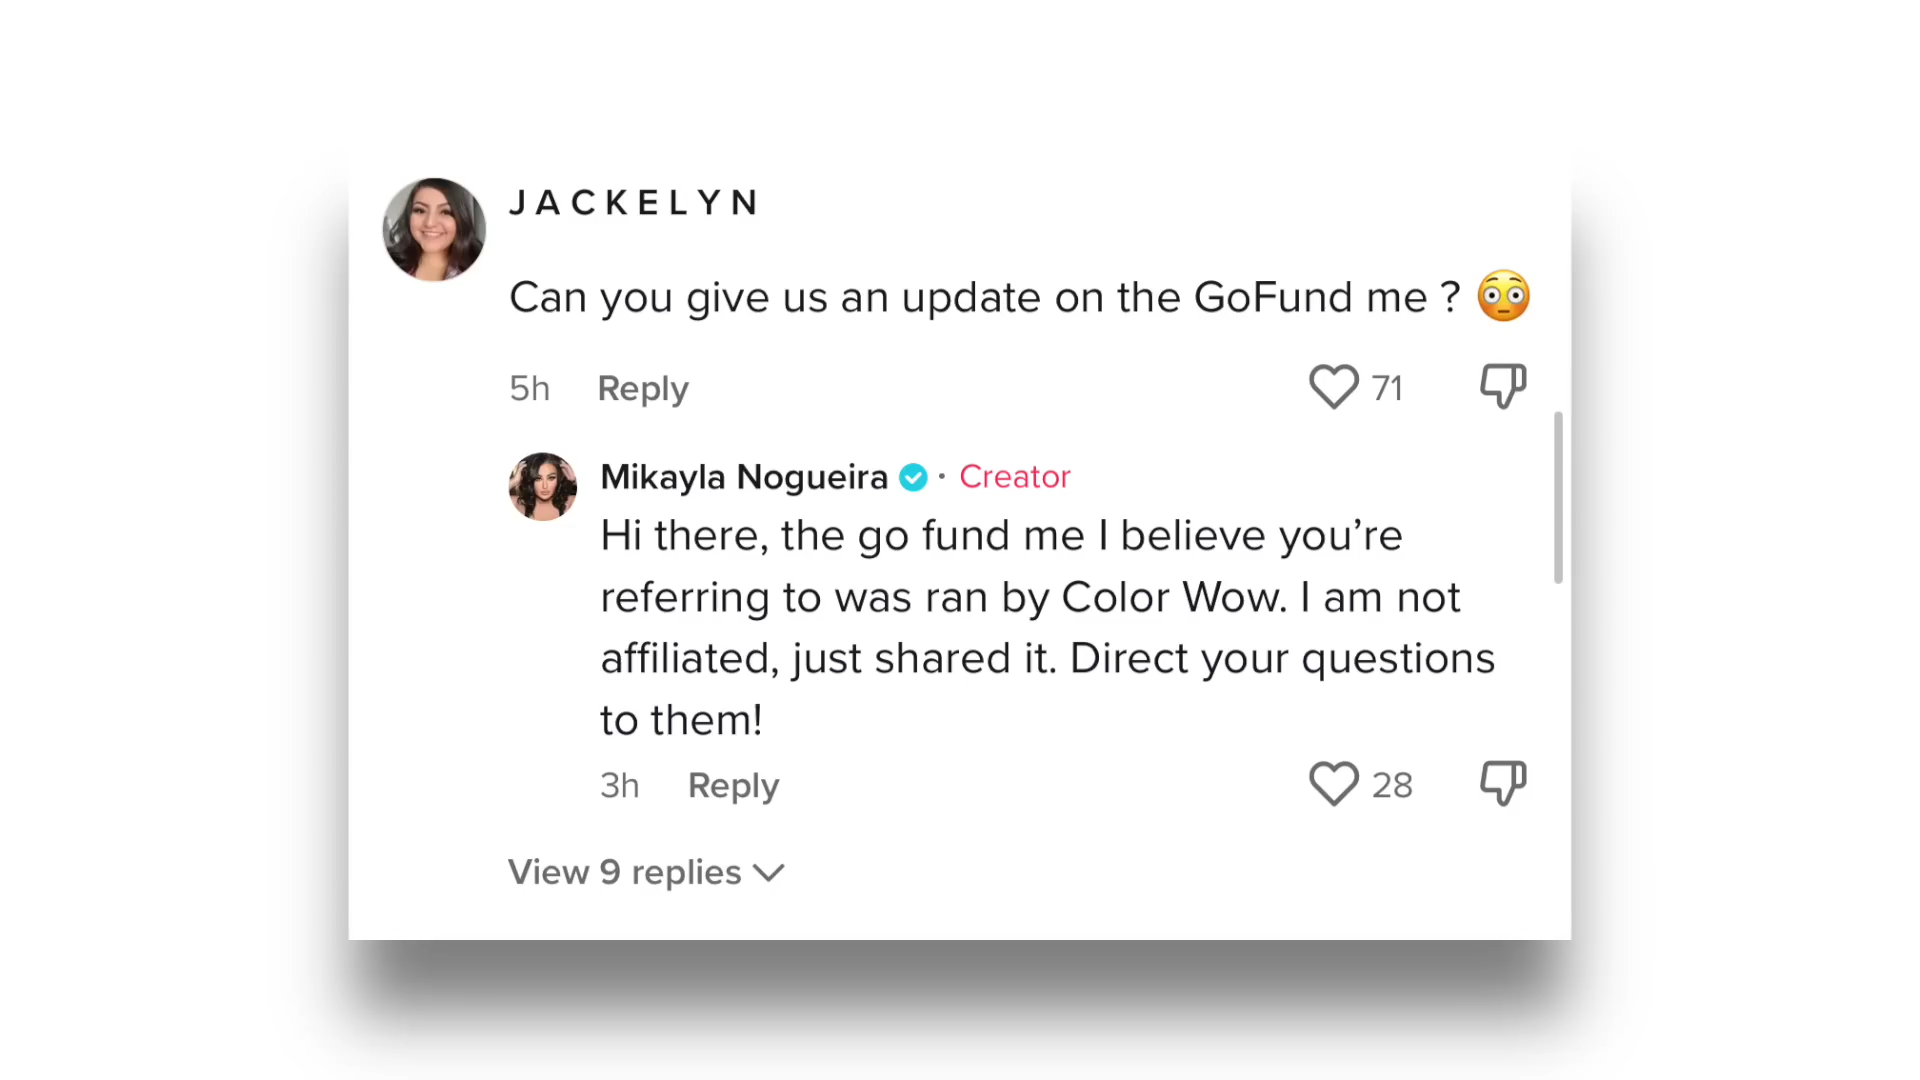 JACKELYN
Can you give us an update on the GoFund me ? 😳
5h Reply 71
Mikayla Nogueira · Creator
Hi there, the go fund me I believe you’re
referring to was ran by Color Wow. I am not
affiliated, just shared it. Direct your questions
to them!
3h Reply 28
View 9 replies